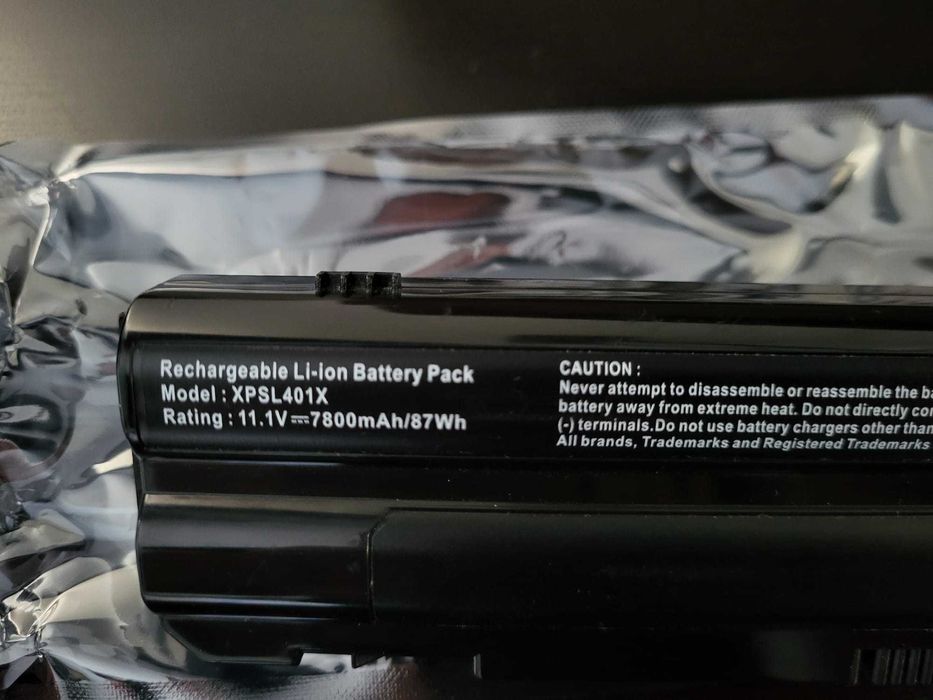 Rechargeable Li-ion Battery Pack
Model : XPSL401X
Rating : 11.1V⎓7800mAh/87Wh
CAUTION :
Never attempt to disassemble or reassemble the
battery away from extreme heat. Do not directly
(-) terminals.Do not use battery chargers other than
All brands, Trademarks and Registered Trademarks